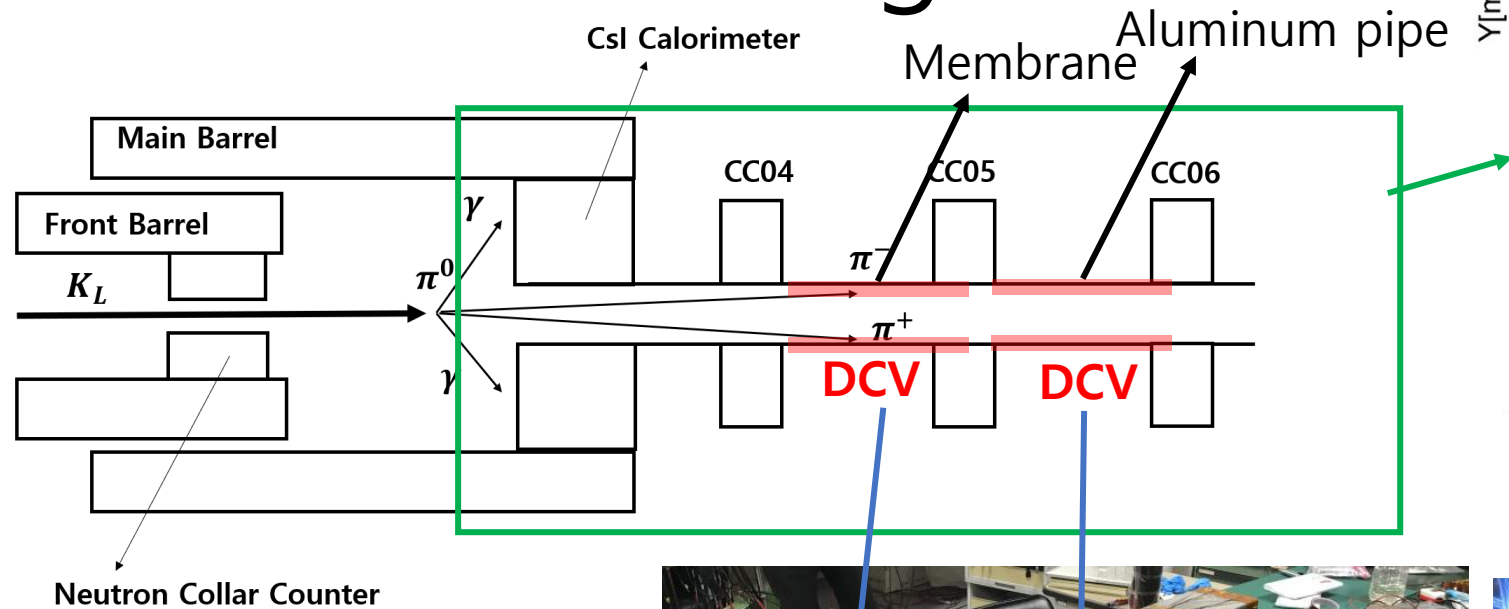 CsI Calorimeter
Membrane
Aluminum pipe
Main Barrel
CC04
CC05
CC06
Front Barrel
γ
π⁰
K_L
π⁻
π⁺
γ
DCV
DCV
Neutron Collar Counter